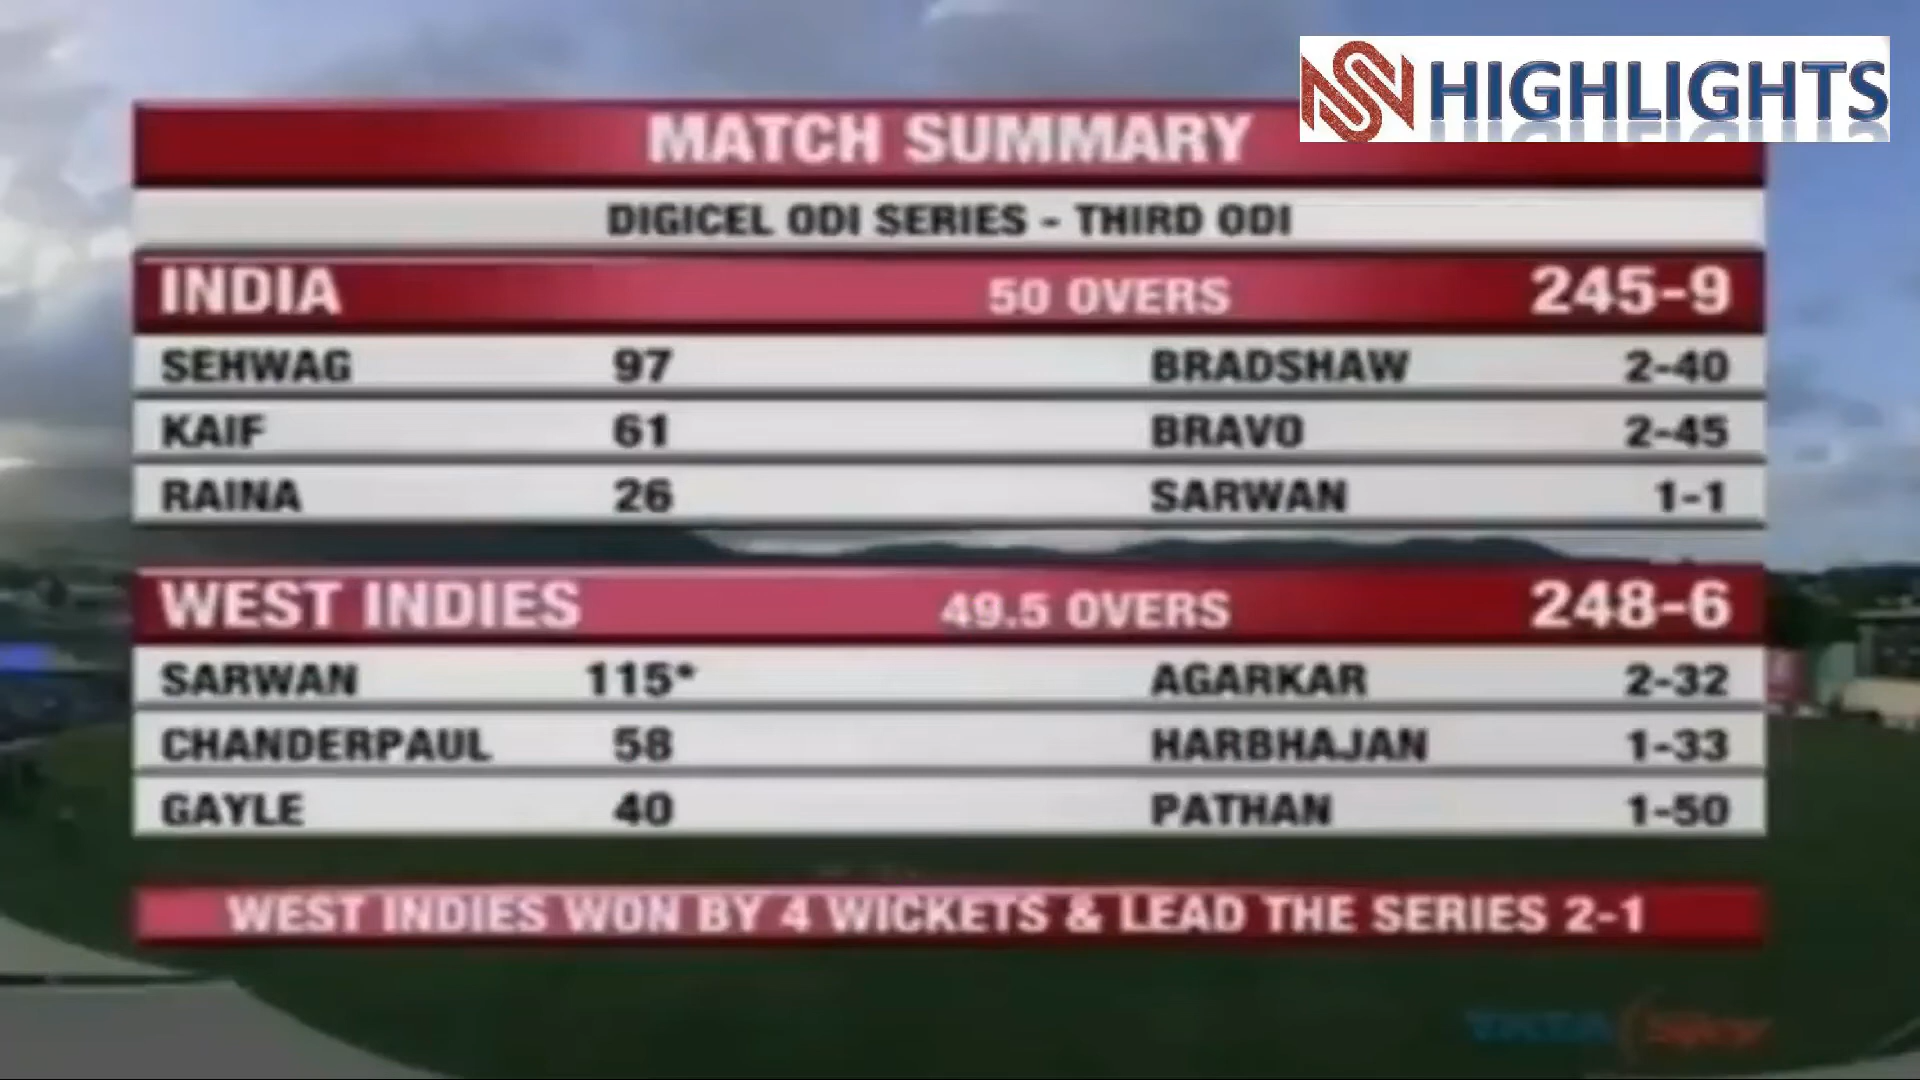 HIGHLIGHTS
MATCH SUMMARY
DIGICEL ODI SERIES - THIRD ODI
INDIA 50 OVERS 245-9
SEHWAG 97 BRADSHAW 2-40
KAIF 61 BRAVO 2-45
RAINA 26 SARWAN 1-1
WEST INDIES 49.5 OVERS 248-6
SARWAN 115* AGARKAR 2-32
CHANDERPAUL 58 HARBHAJAN 1-33
GAYLE 40 PATHAN 1-50
WEST INDIES WON BY 4 WICKETS & LEAD THE SERIES 2-1